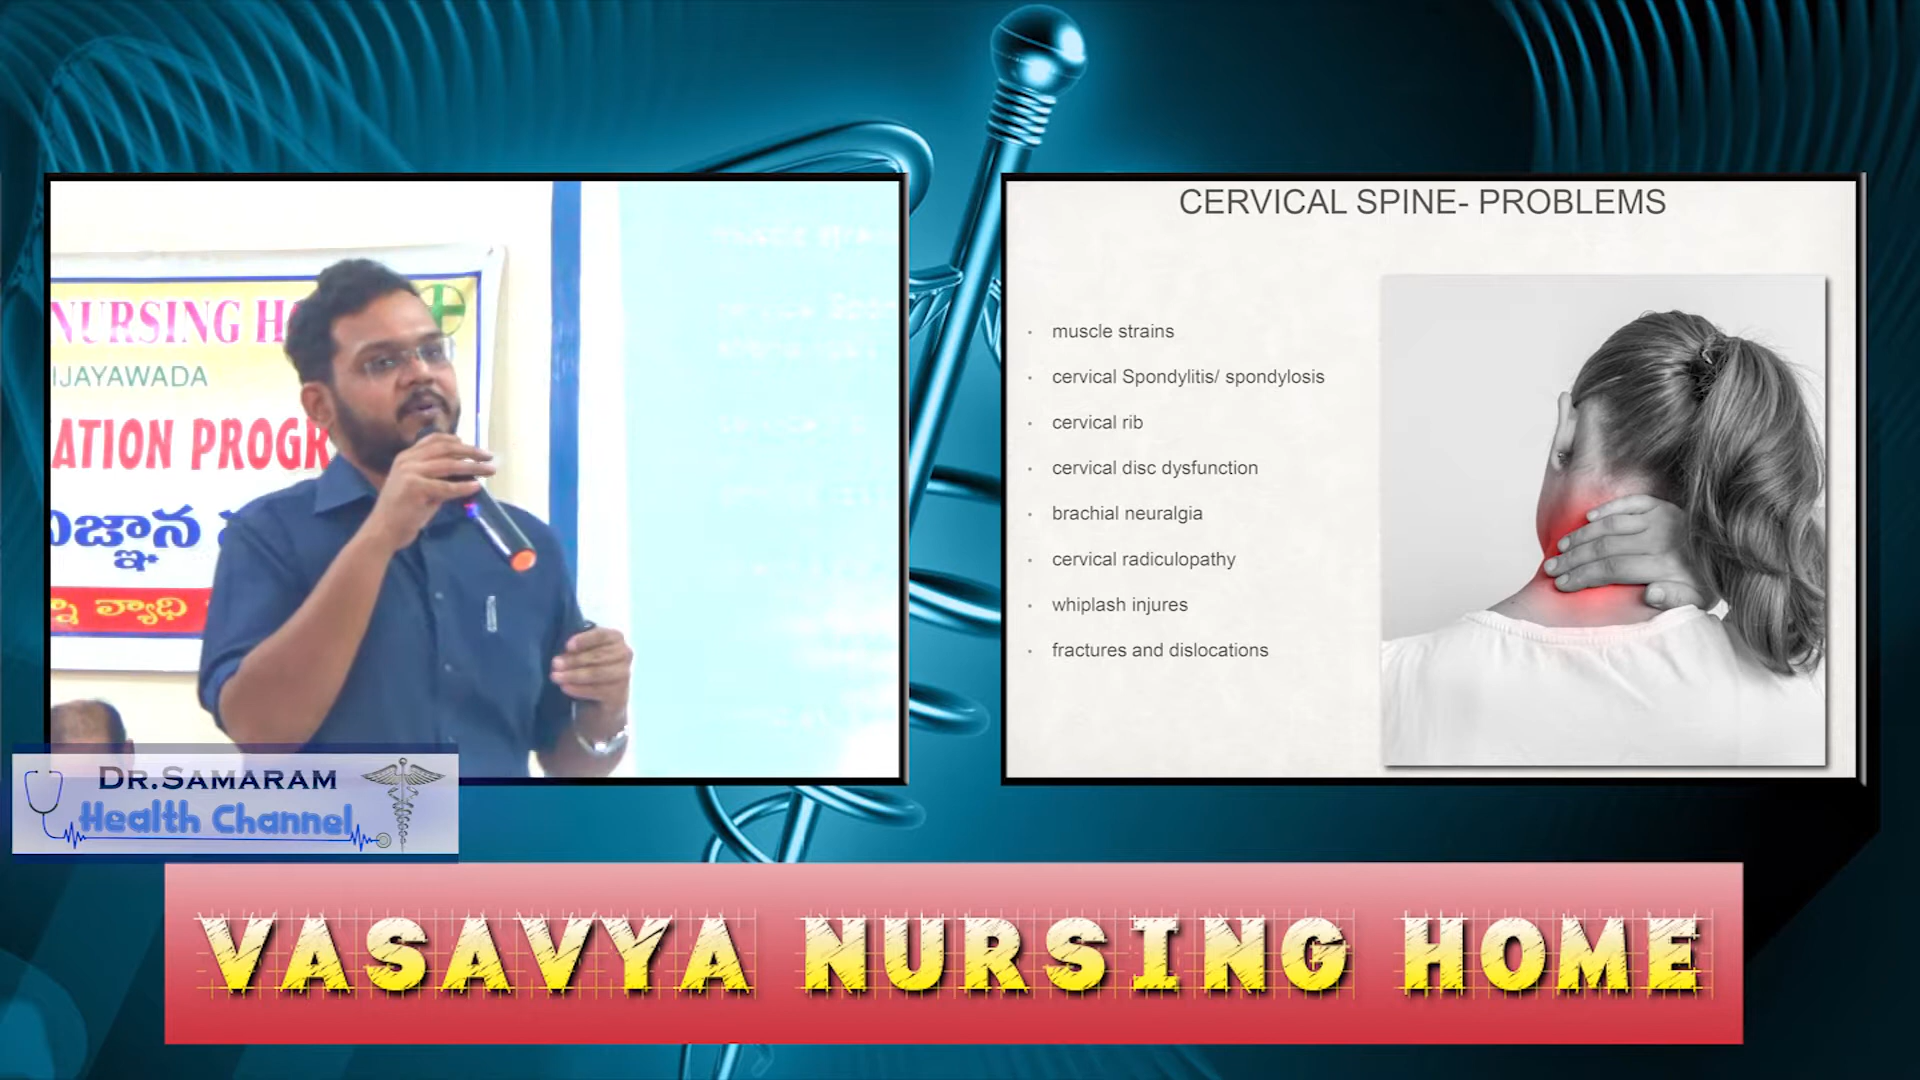 NURSING H
IJAYAWADA
ATION PROGR
విజ్ఞాన
వ్యాధి
DR.SAMARAM
Health Channel
CERVICAL SPINE- PROBLEMS
• muscle strains
• cervical Spondylitis/ spondylosis
• cervical rib
• cervical disc dysfunction
• brachial neuralgia
• cervical radiculopathy
• whiplash injures
• fractures and dislocations
VASAVYA NURSING HOME